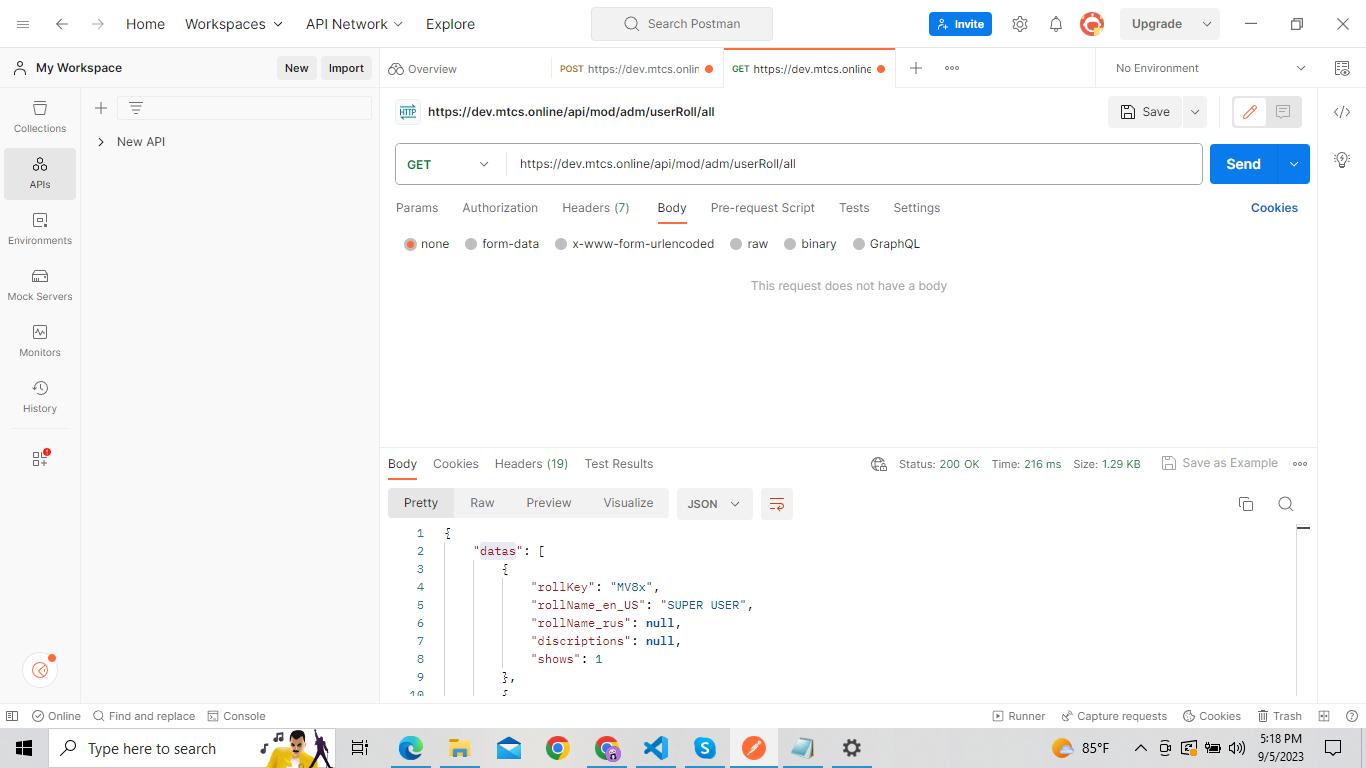 Home Workspaces API Network Explore Search Postman Invite Upgrade
My Workspace New Import Overview POST https://dev.mtcs.onlin GET https://dev.mtcs.online No Environment
Collections
APIs
Environments
Mock Servers
Monitors
History
New API
HTTP https://dev.mtcs.online/api/mod/adm/userRoll/all Save
GET https://dev.mtcs.online/api/mod/adm/userRoll/all Send
Params Authorization Headers (7) Body Pre-request Script Tests Settings Cookies
none form-data x-www-form-urlencoded raw binary GraphQL
This request does not have a body
Body Cookies Headers (19) Test Results Status: 200 OK Time: 216 ms Size: 1.29 KB Save as Example
Pretty Raw Preview Visualize JSON
1 {
2 "datas": [
3 {
4 "rollKey": "MV8x",
5 "rollName_en_US": "SUPER USER",
6 "rollName_rus": null,
7 "discriptions": null,
8 "shows": 1
9 },
10 {
Online Find and replace Console Runner Capture requests Cookies Trash
Type here to search 85°F 5:18 PM
9/5/2023